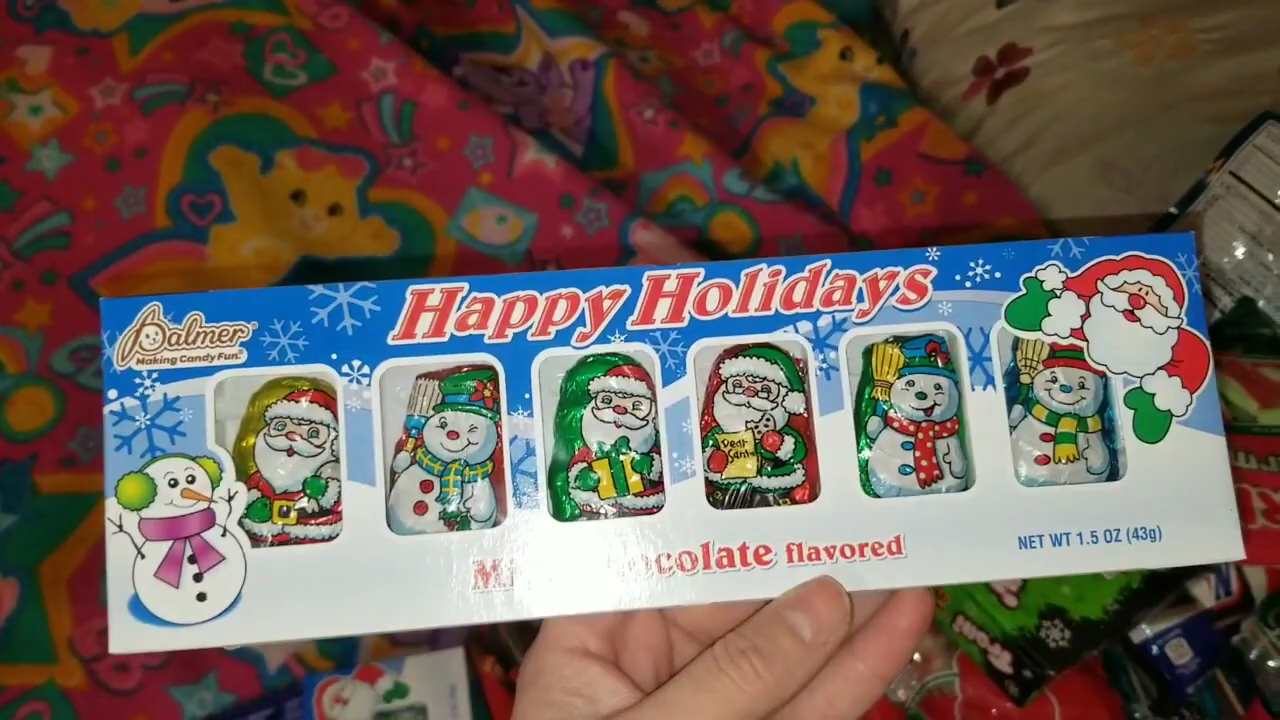 Palmer®
Making Candy Fun.®
Happy Holidays
Dear
Santa
colate flavored
NET WT 1.5 OZ (43g)